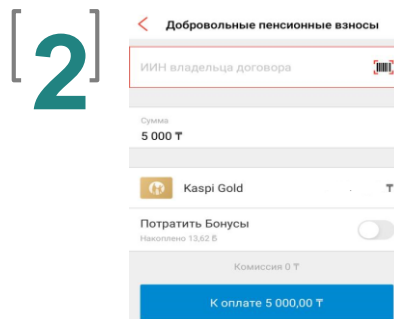 [2]
Добровольные пенсионные взносы
ИИН владельца договора
Сумма
5 000 ₸
Kaspi Gold
₸
Потратить Бонусы
Накоплено 13,62 Б
Комиссия 0 ₸
К оплате 5 000,00 ₸